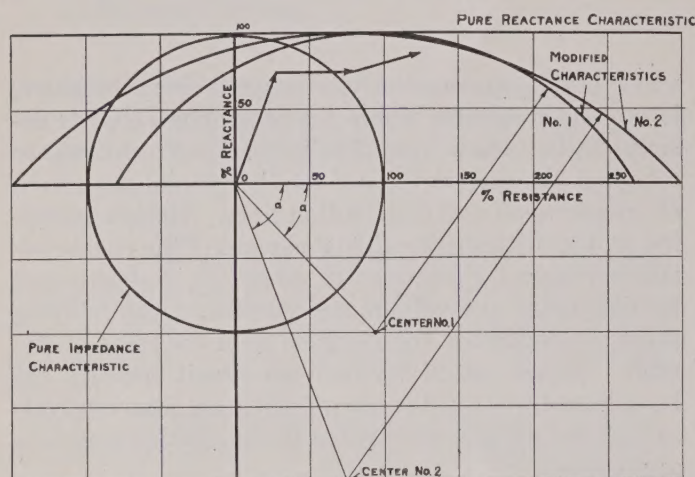 PURE REACTANCE CHARACTERISTIC
100
MODIFIED
CHARACTERISTICS
No. 1
No. 2
% REACTANCE
50
0
50
100
150
200
250
% RESISTANCE
α
α
CENTER No. 1
PURE IMPEDANCE
CHARACTERISTIC
CENTER No. 2